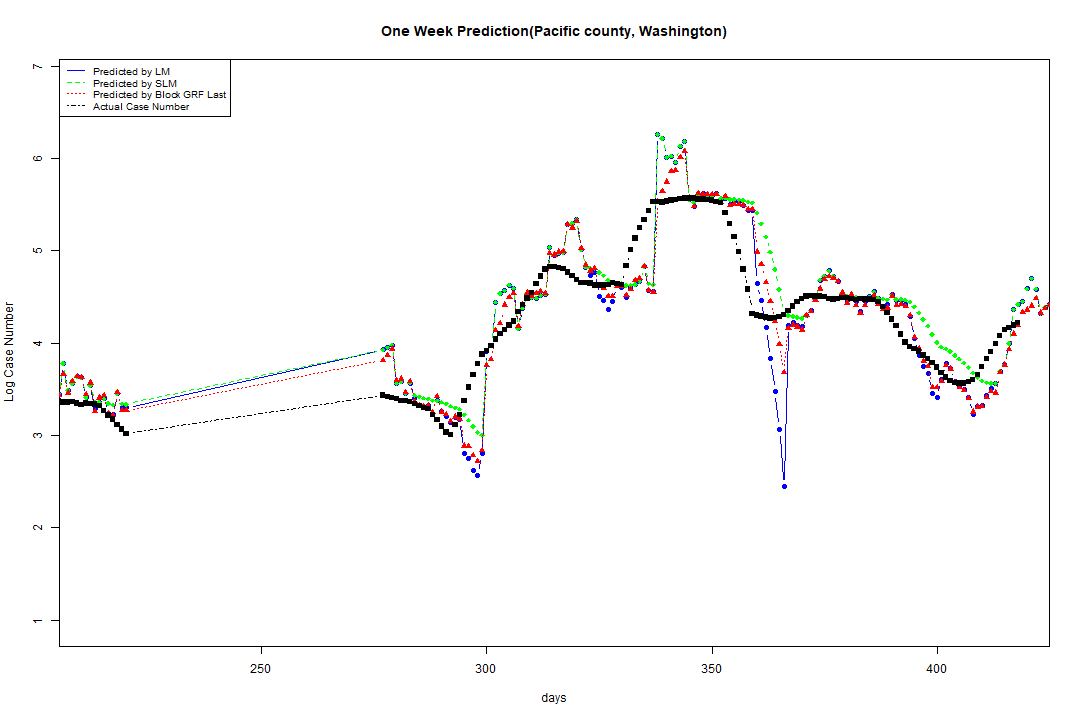 One Week Prediction(Pacific county, Washington)
Predicted by LM
Predicted by SLM
Predicted by Block GRF Last
Actual Case Number
Log Case Number
7
6
5
4
3
2
1
250 300 350 400
days